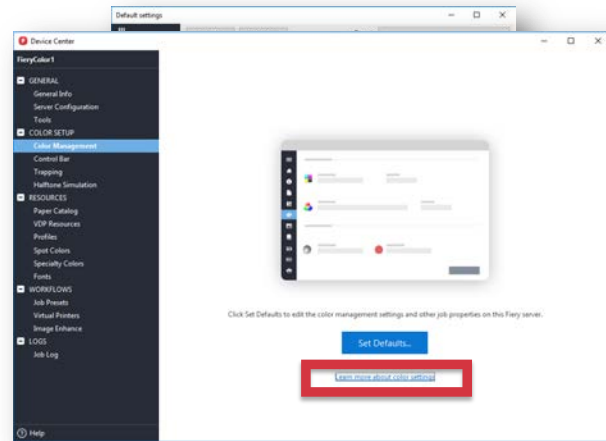 Default settings
Device Center
FieryColor1
GENERAL
General Info
Server Configuration
Tools
COLOR SETUP
Color Management
Control Bar
Trapping
Halftone Simulation
RESOURCES
Paper Catalog
VDP Resources
Profiles
Spot Colors
Specialty Colors
Fonts
WORKFLOWS
Job Presets
Virtual Printers
Image Enhance
LOGS
Job Log
Click Set Defaults to edit the color management settings and other job properties on this Fiery server.
Set Defaults...
Learn more about color settings
Help